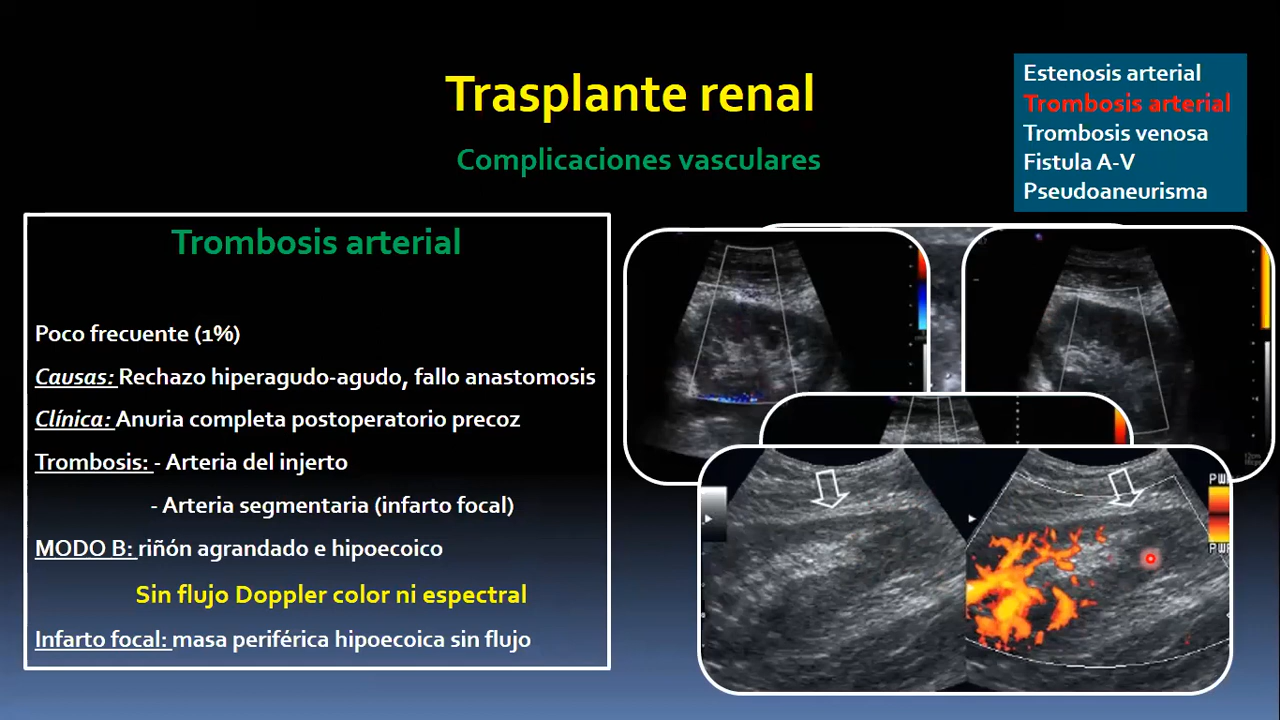 Trasplante renal
Complicaciones vasculares
Estenosis arterial
Trombosis arterial
Trombosis venosa
Fistula A-V
Pseudoaneurisma
Trombosis arterial
Poco frecuente (1%)
Causas: Rechazo hiperagudo-agudo, fallo anastomosis
Clínica: Anuria completa postoperatorio precoz
Trombosis: - Arteria del injerto
- Arteria segmentaria (infarto focal)
MODO B: riñón agrandado e hipoecoico
Sin flujo Doppler color ni espectral
Infarto focal: masa periférica hipoecoica sin flujo